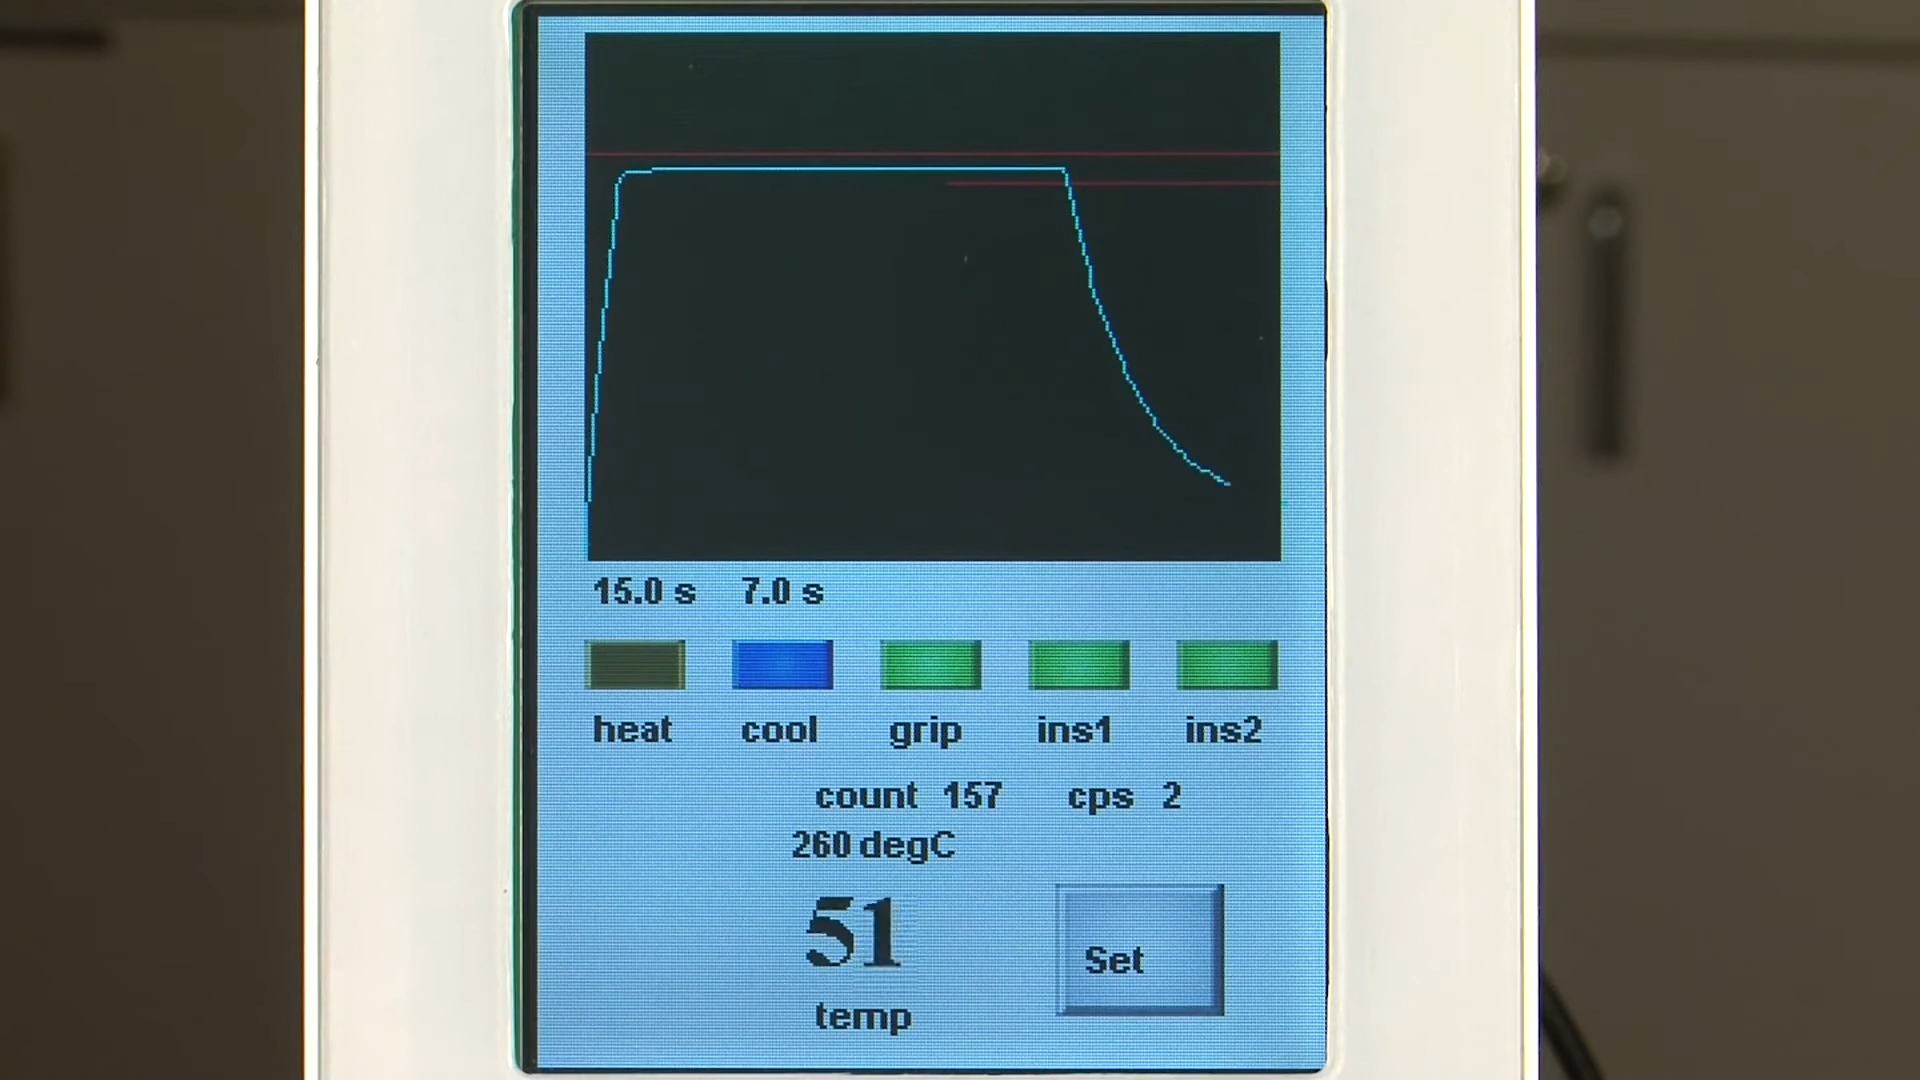 15.0 s 7.0 s
heat cool grip ins1 ins2
count 157 cps 2
260 degC
51
Set
temp